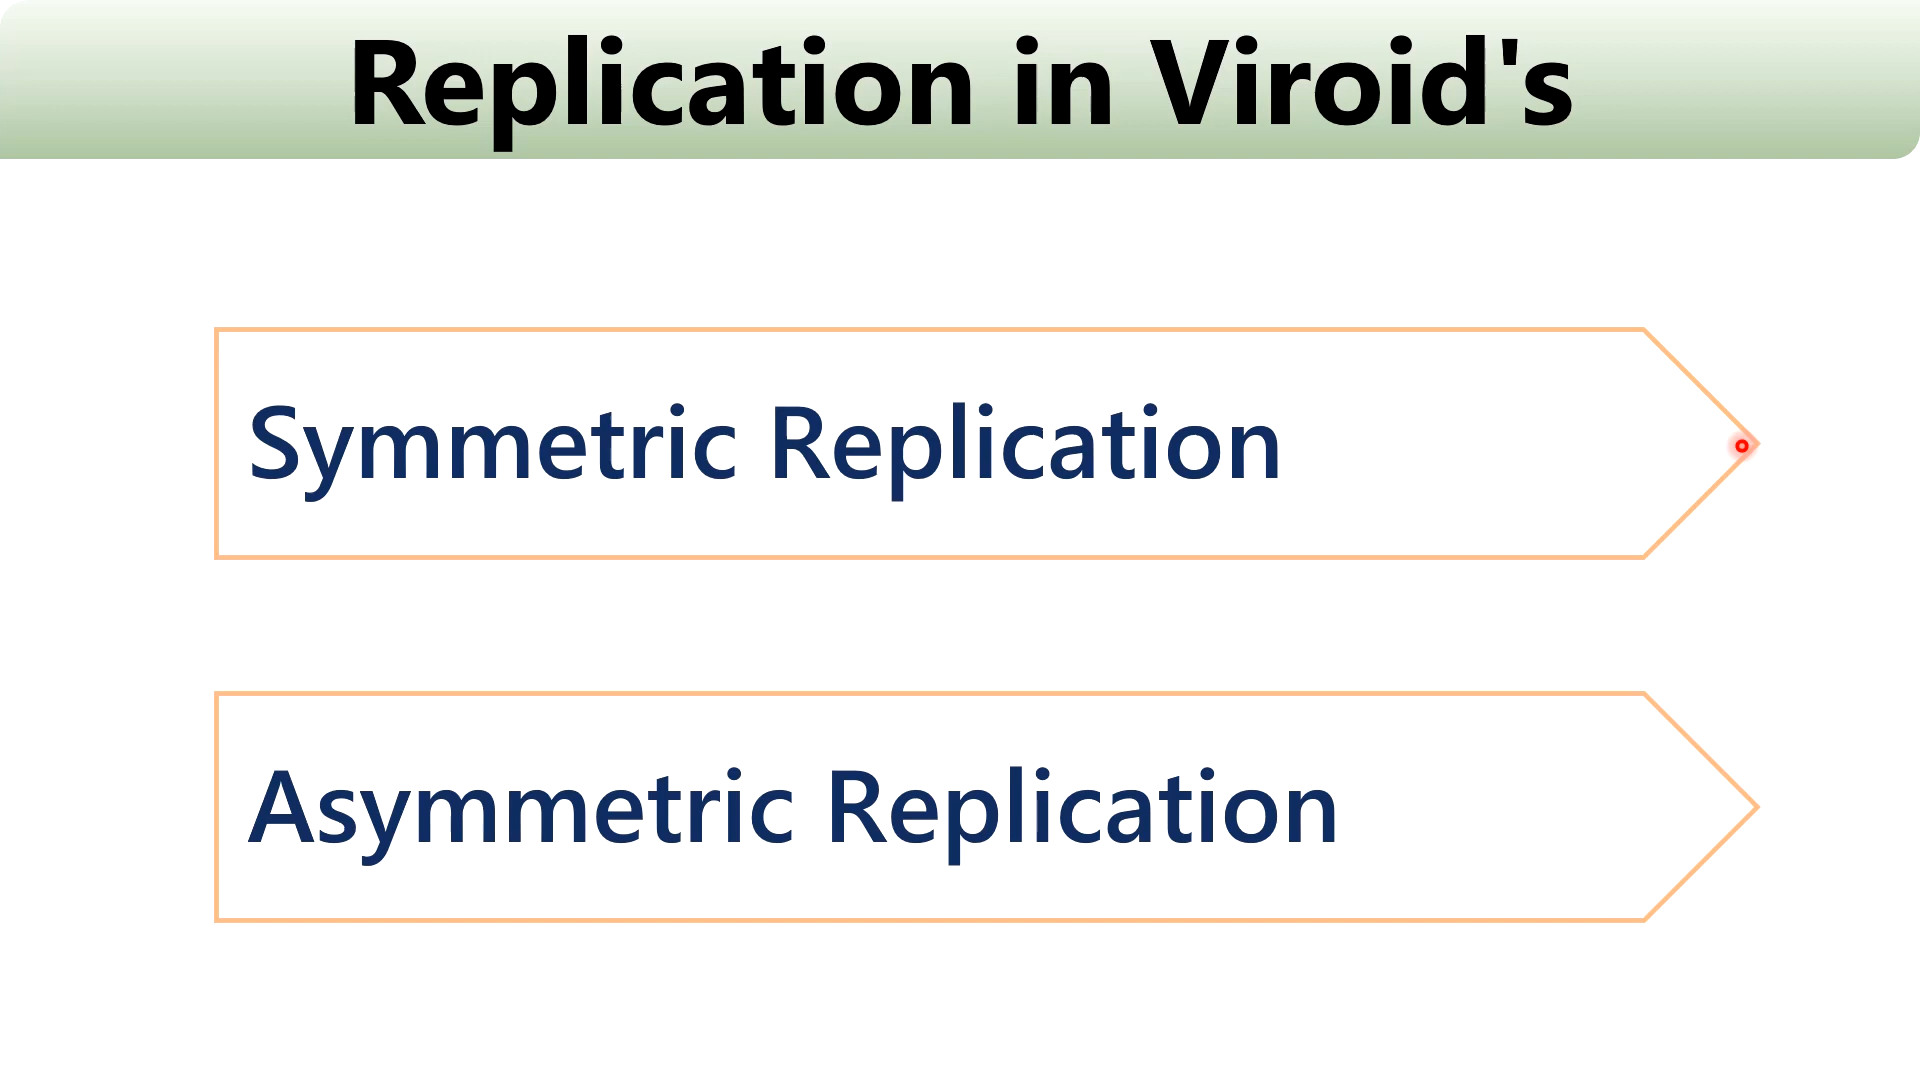 Replication in Viroid's
Symmetric Replication
Asymmetric Replication